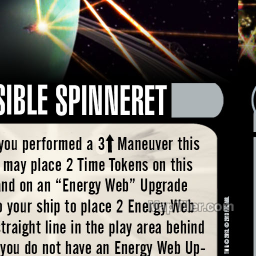 SIBLE SPINNERET
you performed a 3 Maneuver this
may place 2 Time Tokens on this
and on an "Energy Web" Upgrade
o your ship to place 2 Energy Web
straight line in the play area behind
you do not have an Energy Web Up-